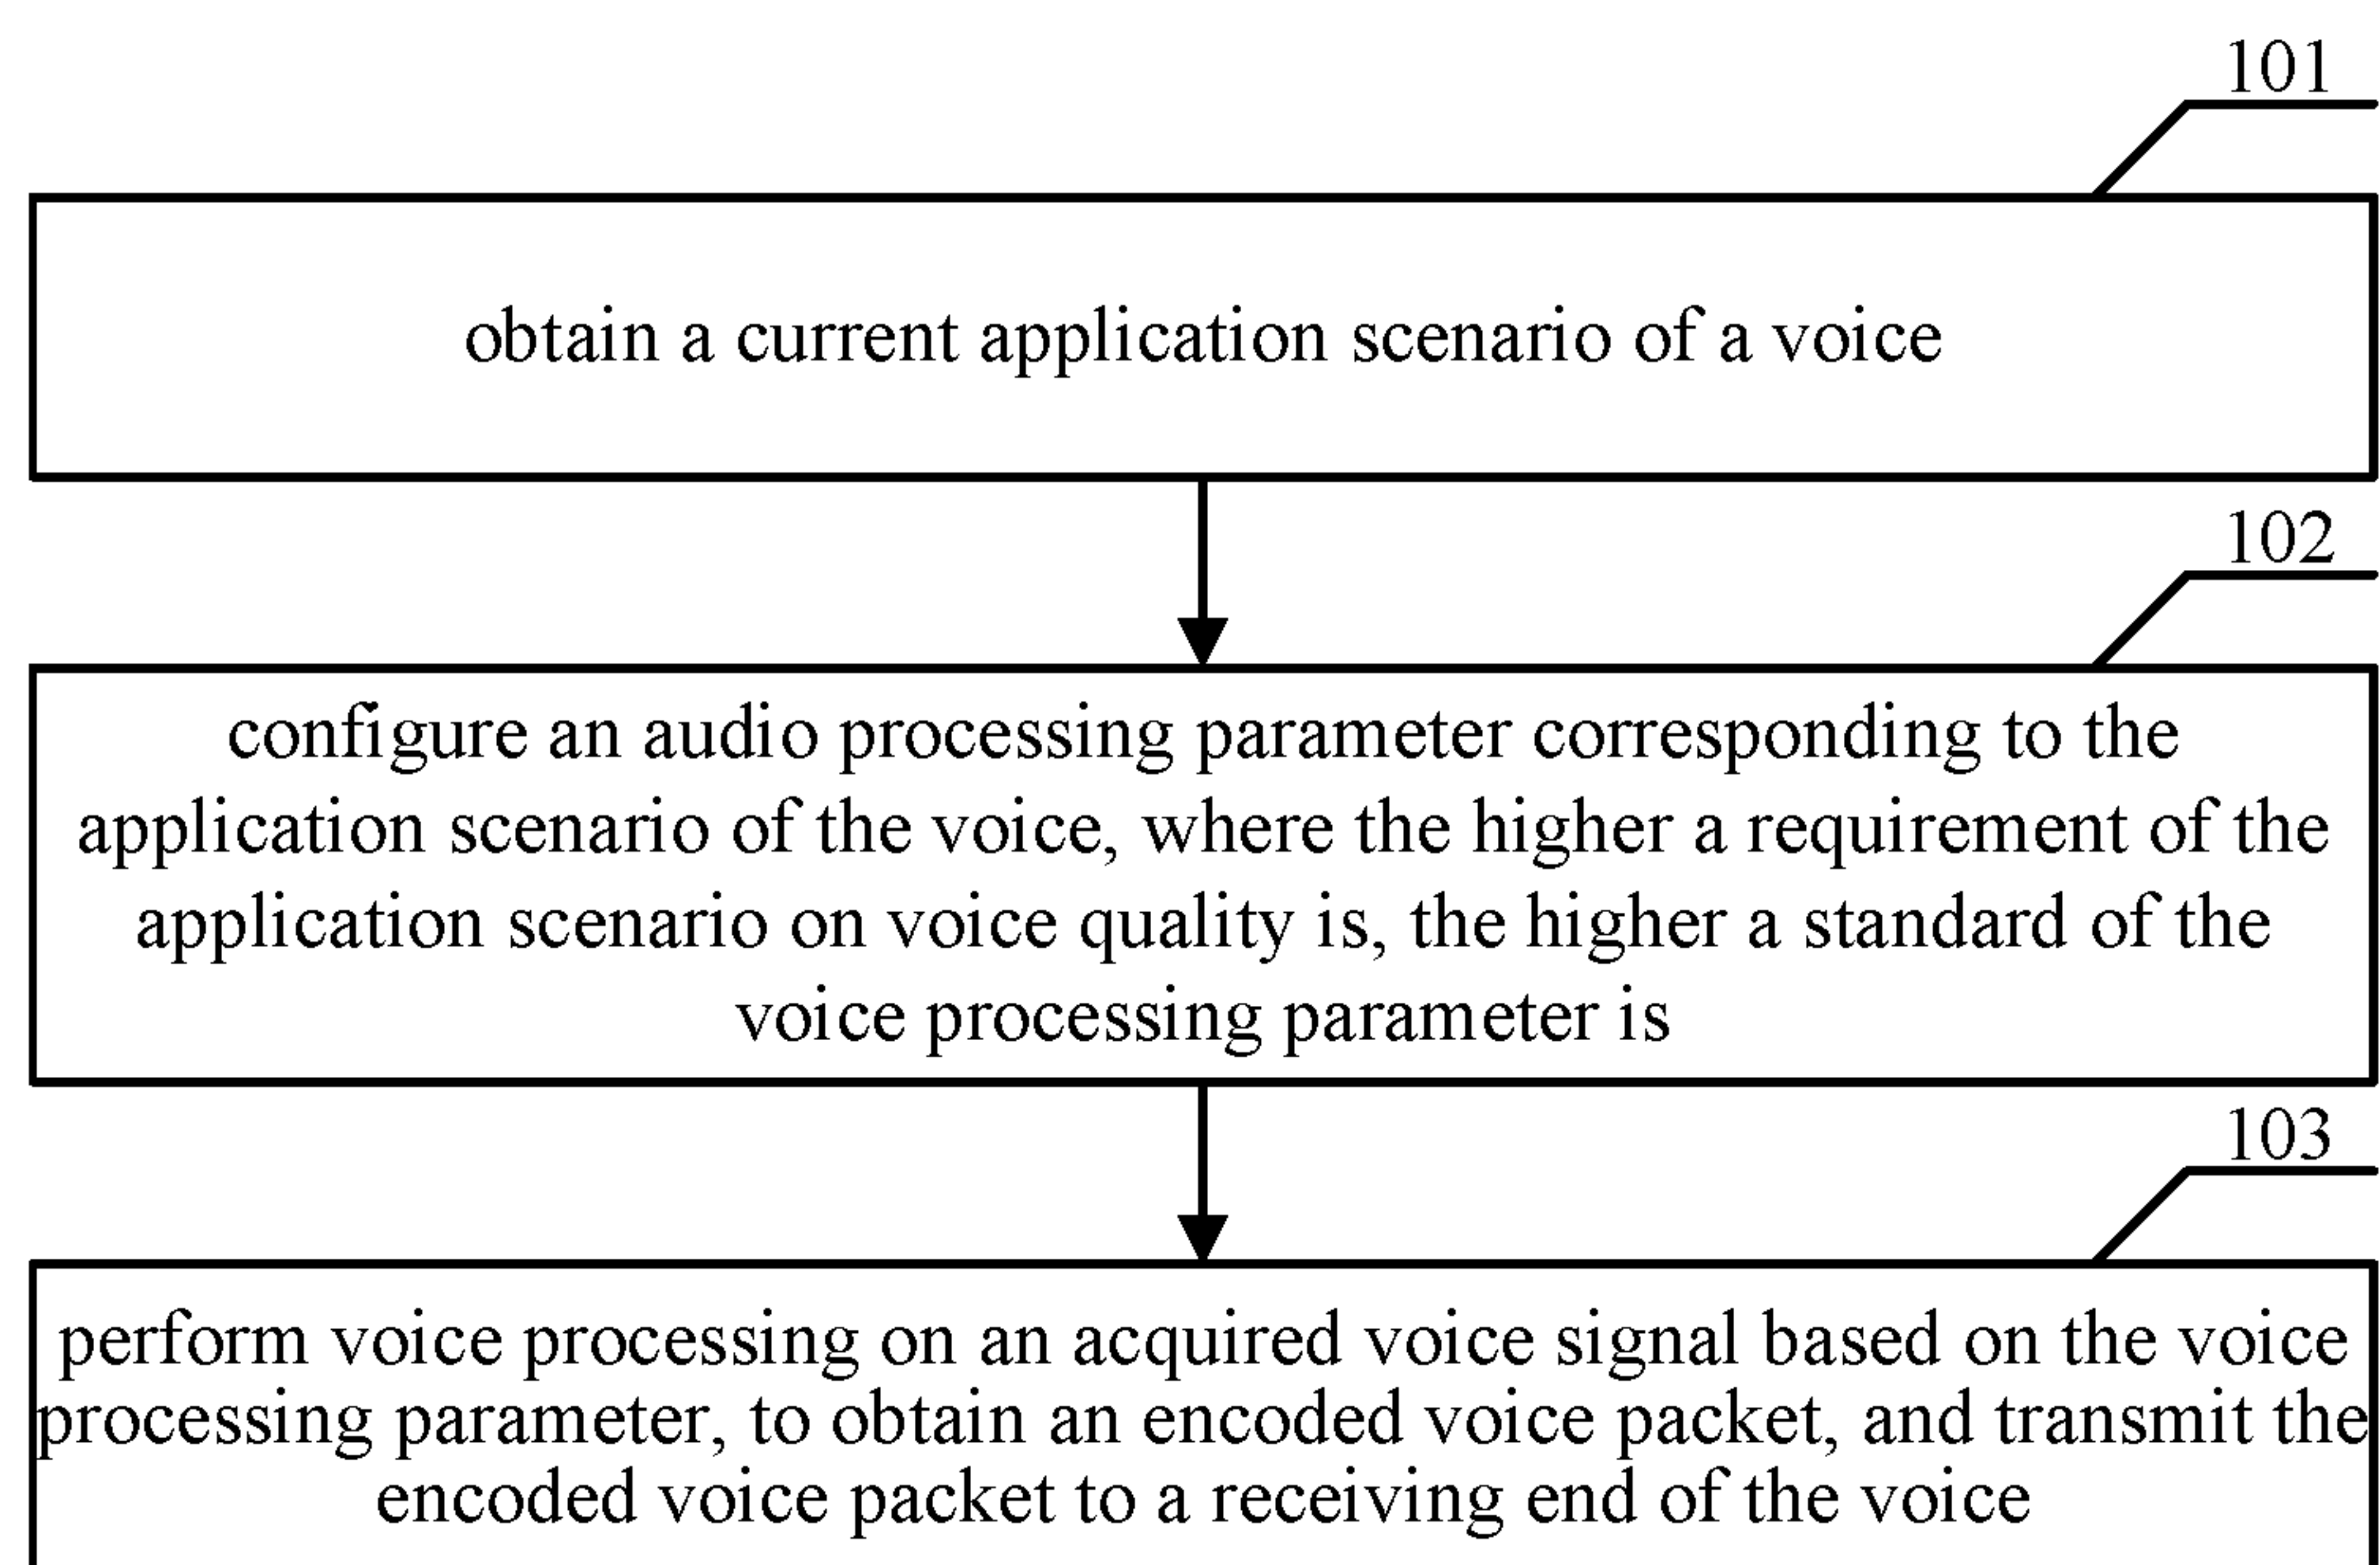 101
obtain a current application scenario of a voice
102
configure an audio processing parameter corresponding to the
application scenario of the voice, where the higher a requirement of the
application scenario on voice quality is, the higher a standard of the
voice processing parameter is
103
perform voice processing on an acquired voice signal based on the voice
processing parameter, to obtain an encoded voice packet, and transmit the
encoded voice packet to a receiving end of the voice